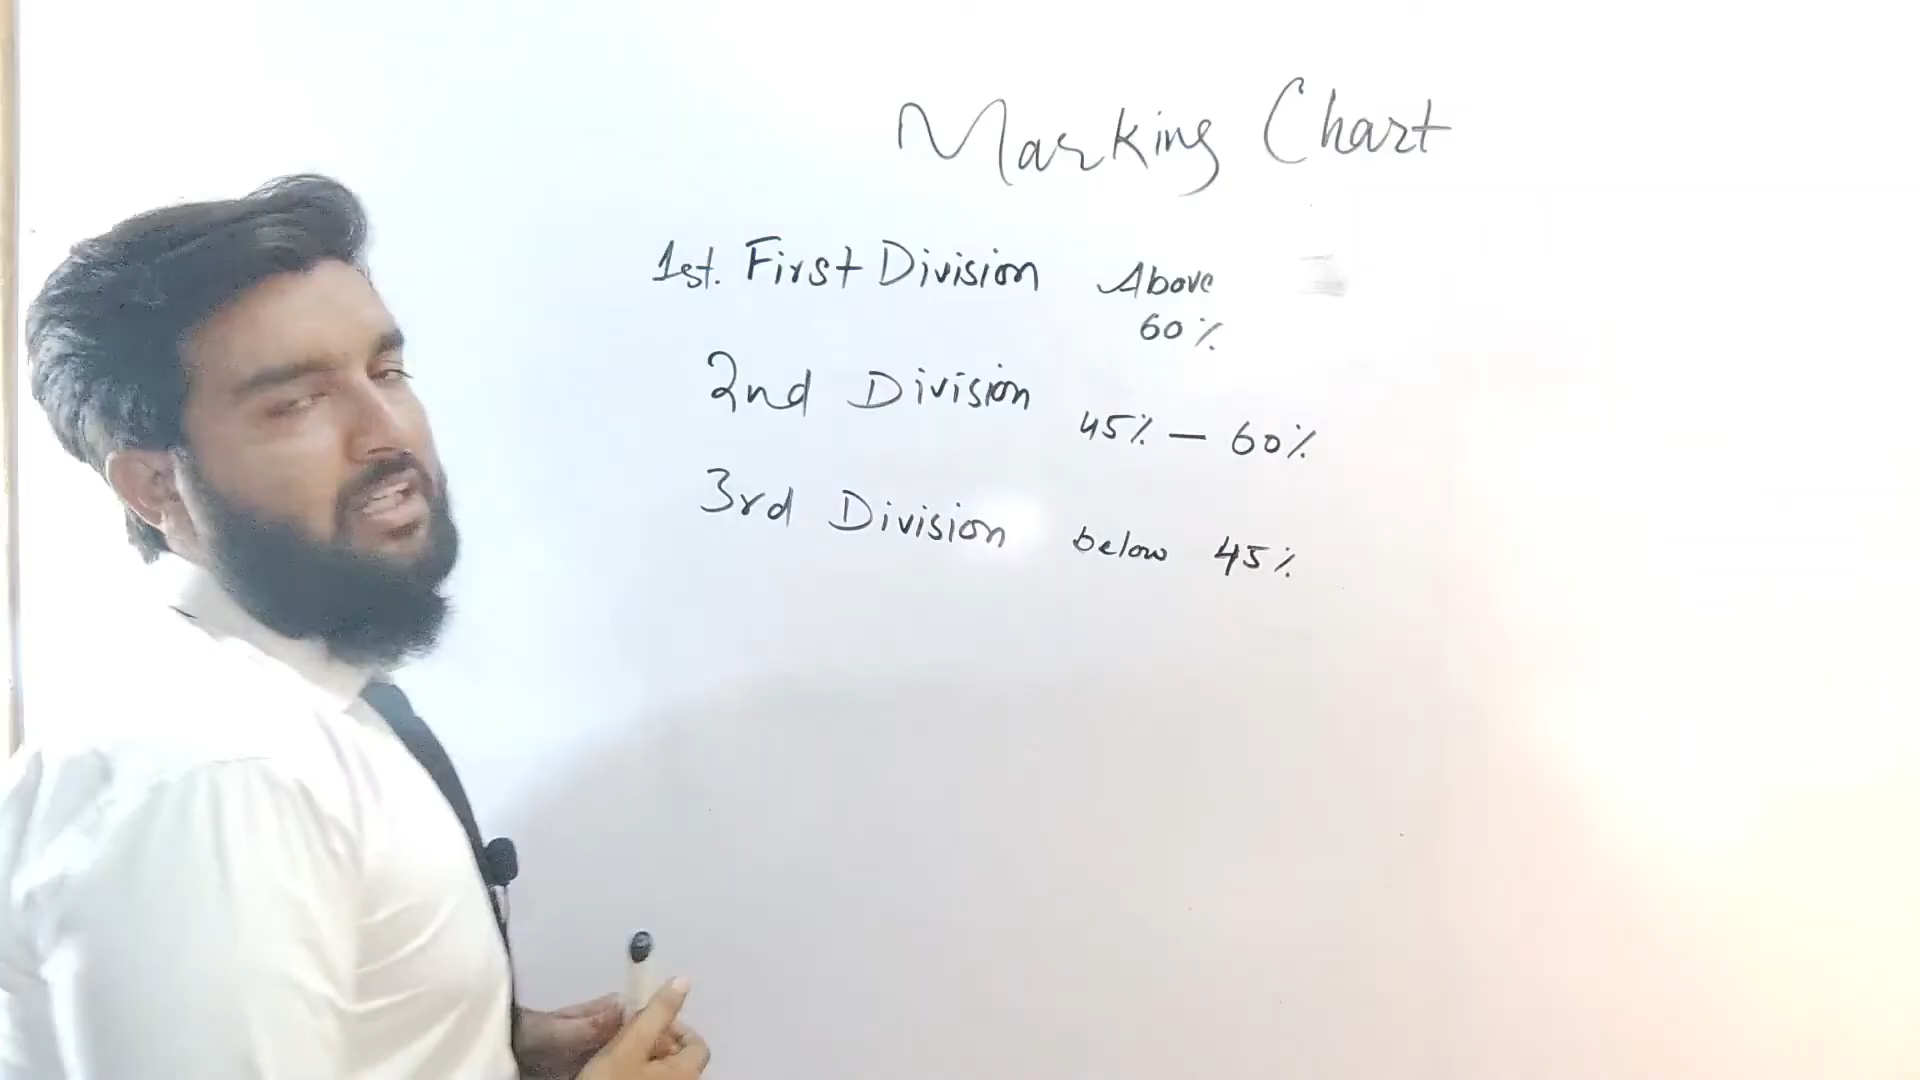 Marking Chart
1st. First Division Above
60%
2nd Division
45% - 60%
3rd Division below 45%